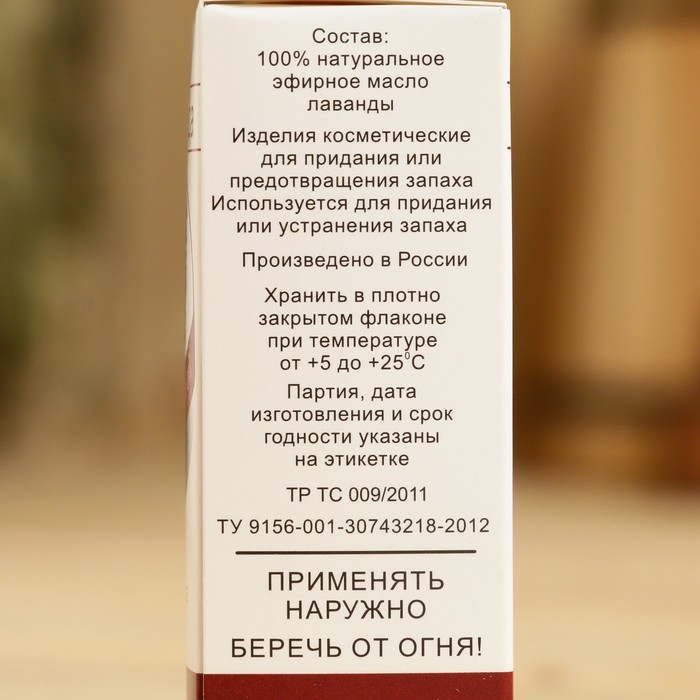 Состав:
100% натуральное
эфирное масло
лаванды
Изделия косметические
для придания или
предотвращения запаха
Используется для придания
или устранения запаха
Произведено в России
Хранить в плотно
закрытом флаконе
при температуре
от +5 до +25⁰С
Партия, дата
изготовления и срок
годности указаны
на этикетке
ТР ТС 009/2011
ТУ 9156-001-30743218-2012
ПРИМЕНЯТЬ
НАРУЖНО
БЕРЕЧЬ ОТ ОГНЯ!